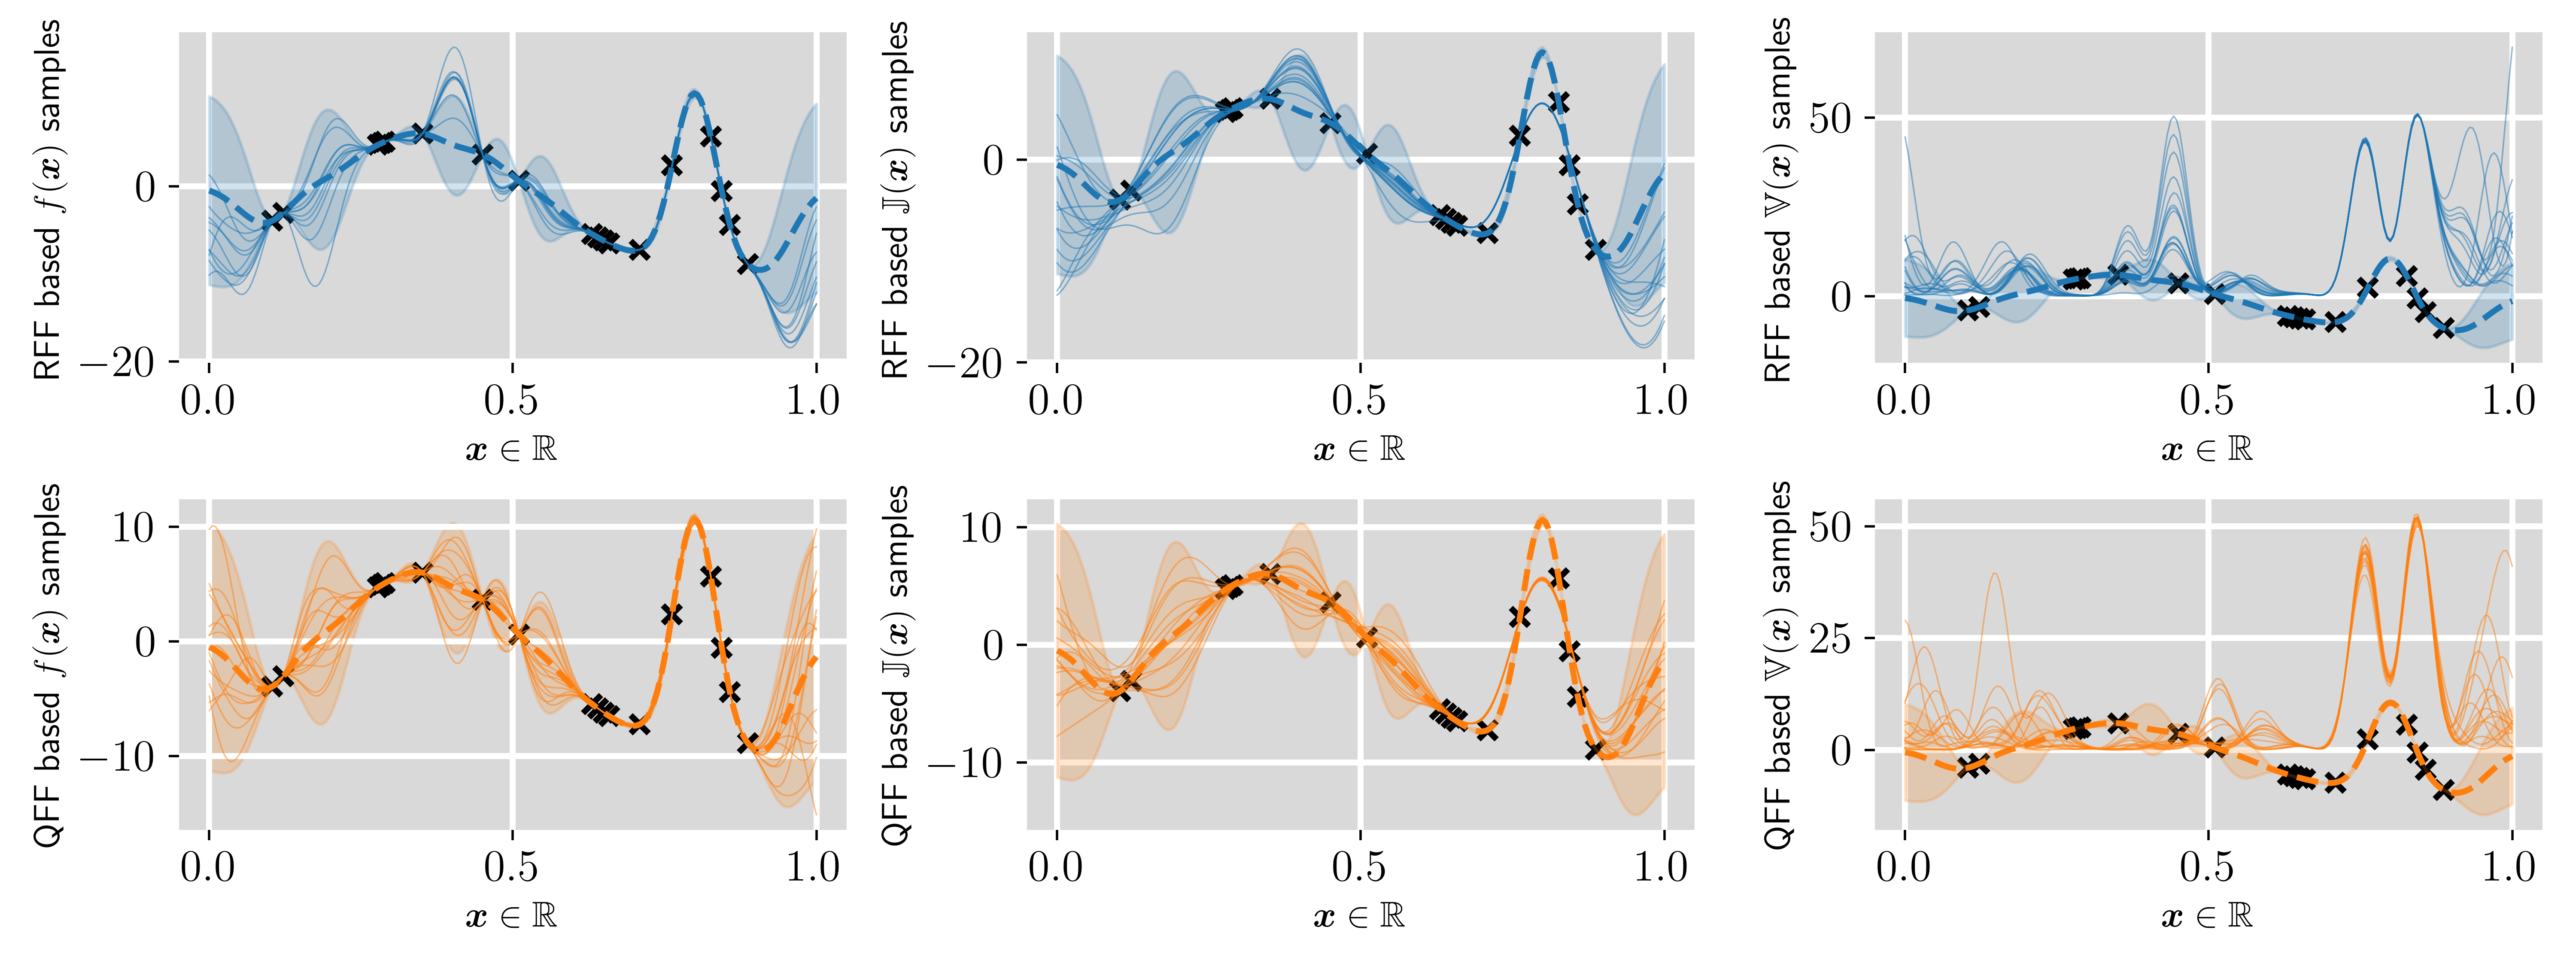 RFF based f(x) samples
0
−20
0.0 0.5 1.0
x ∈ ℝ
RFF based 𝕁(x) samples
0
−20
0.0 0.5 1.0
x ∈ ℝ
RFF based 𝕍(x) samples
50
0
0.0 0.5 1.0
x ∈ ℝ
QFF based f(x) samples
10
0
−10
0.0 0.5 1.0
x ∈ ℝ
QFF based 𝕁(x) samples
10
0
−10
0.0 0.5 1.0
x ∈ ℝ
QFF based 𝕍(x) samples
50
25
0
0.0 0.5 1.0
x ∈ ℝ